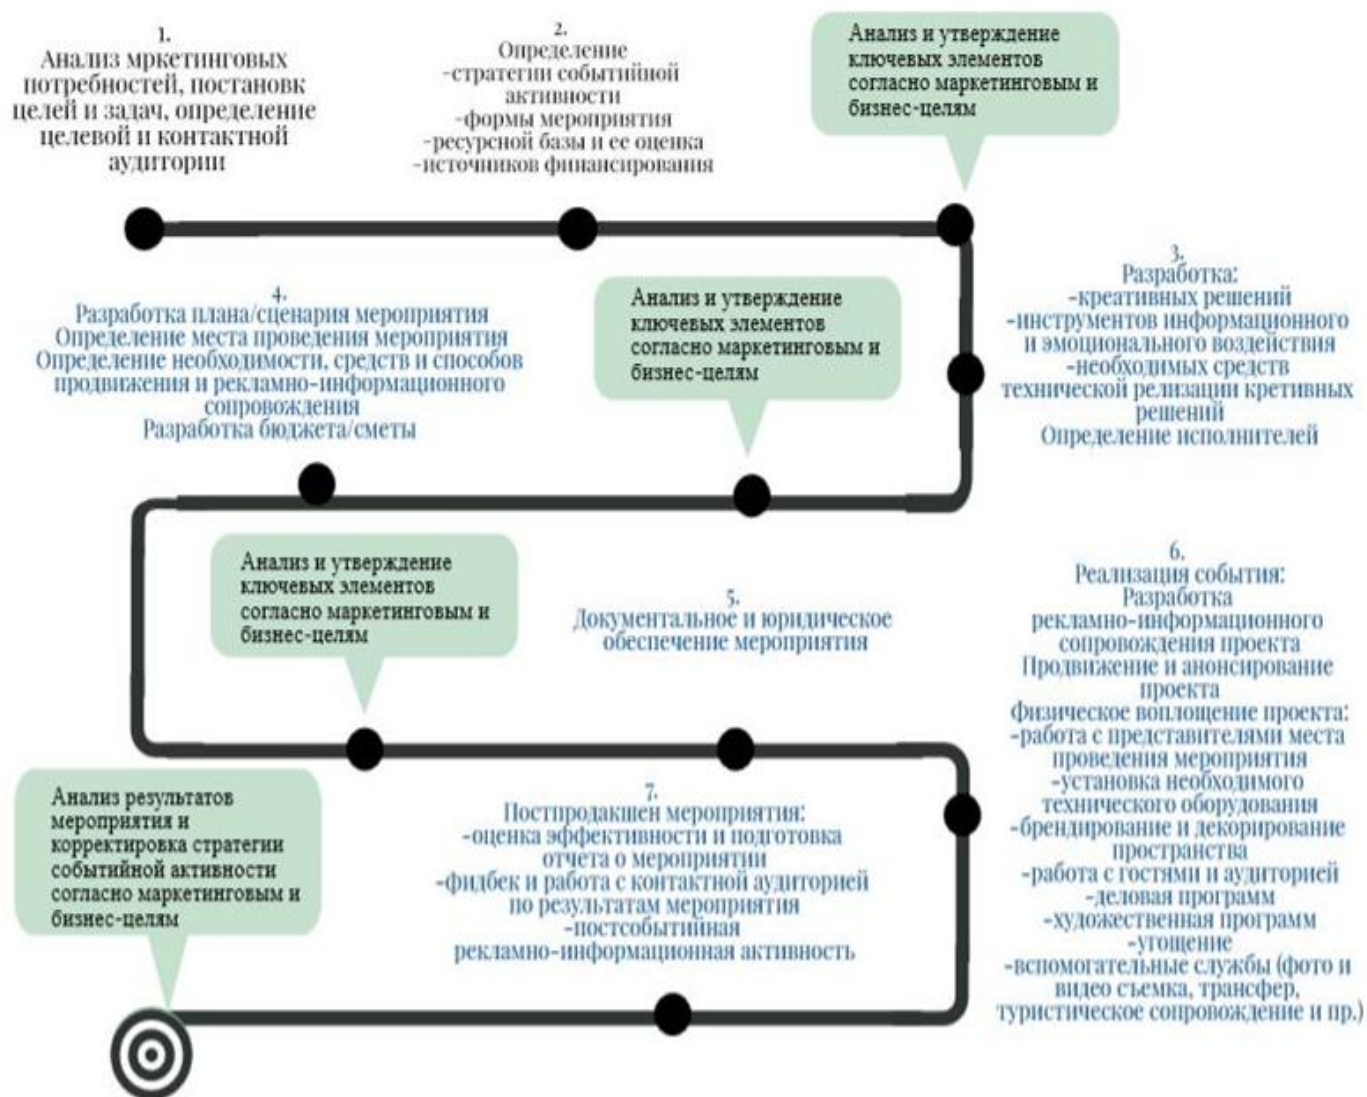 1.
Анализ мркетинговых
потребностей, постановк
целей и задач, определение
целевой и контактной
аудитории
2.
Определение
-стратегии событийной
активности
-формы мероприятия
-ресурсной базы и ее оценка
-источников финансирования
Анализ и утверждение
ключевых элементов
согласно маркетинговым и
бизнес-целям
3.
Разработка:
-креативных решений
-инструментов информационного
и эмоционального воздействия
-необходимых средств
технической релизации кретивных
решений
Определение исполнителей
Анализ и утверждение
ключевых элементов
согласно маркетинговым и
бизнес-целям
4.
Разработка плана/сценария мероприятия
Определение места проведения мероприятия
Определение необходимости, средств и способов
продвижения и рекламно-информационного
сопровождения
Разработка бюджета/сметы
Анализ и утверждение
ключевых элементов
согласно маркетинговым и
бизнес-целям
5.
Документальное и юридическое
обеспечение мероприятия
6.
Реализация события:
Разработка
рекламно-информационного
сопровождения проекта
Продвижение и анонсирование
проекта
Физическое воплощение проекта:
-работа с представителями места
проведения мероприятия
-установка необходимого
технического оборудования
-брендирование и декорирование
пространства
-работа с гостями и аудиторией
-деловая программ
-художественная программ
-угощение
-вспомогательные службы (фото и
видео съемка, трансфер,
туристическое сопровождение и пр.)
7.
Постпродакшен мероприятия:
-оценка эффективности и подготовка
отчета о мероприятии
-фидбек и работа с контактной аудиторией
по результатам мероприятия
-постсобытийная
рекламно-информационная активность
Анализ результатов
мероприятия и
корректировка стратегии
событийной активности
согласно маркетинговым и
бизнес-целям